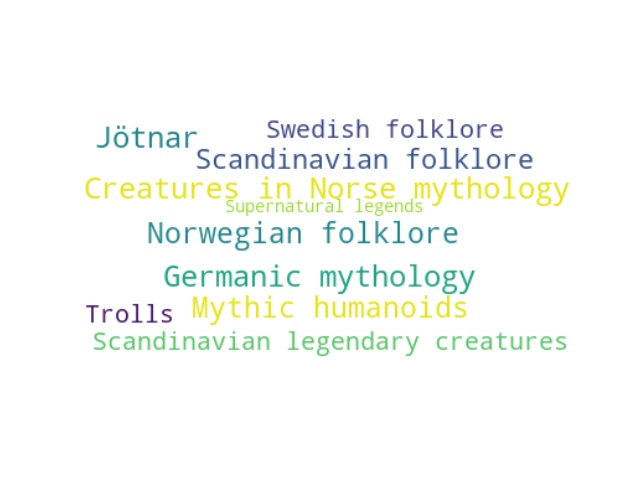 Swedish folklore
Jötnar
Scandinavian folklore
Creatures in Norse mythology
Supernatural legends
Norwegian folklore
Germanic mythology
Mythic humanoids
Trolls
Scandinavian legendary creatures